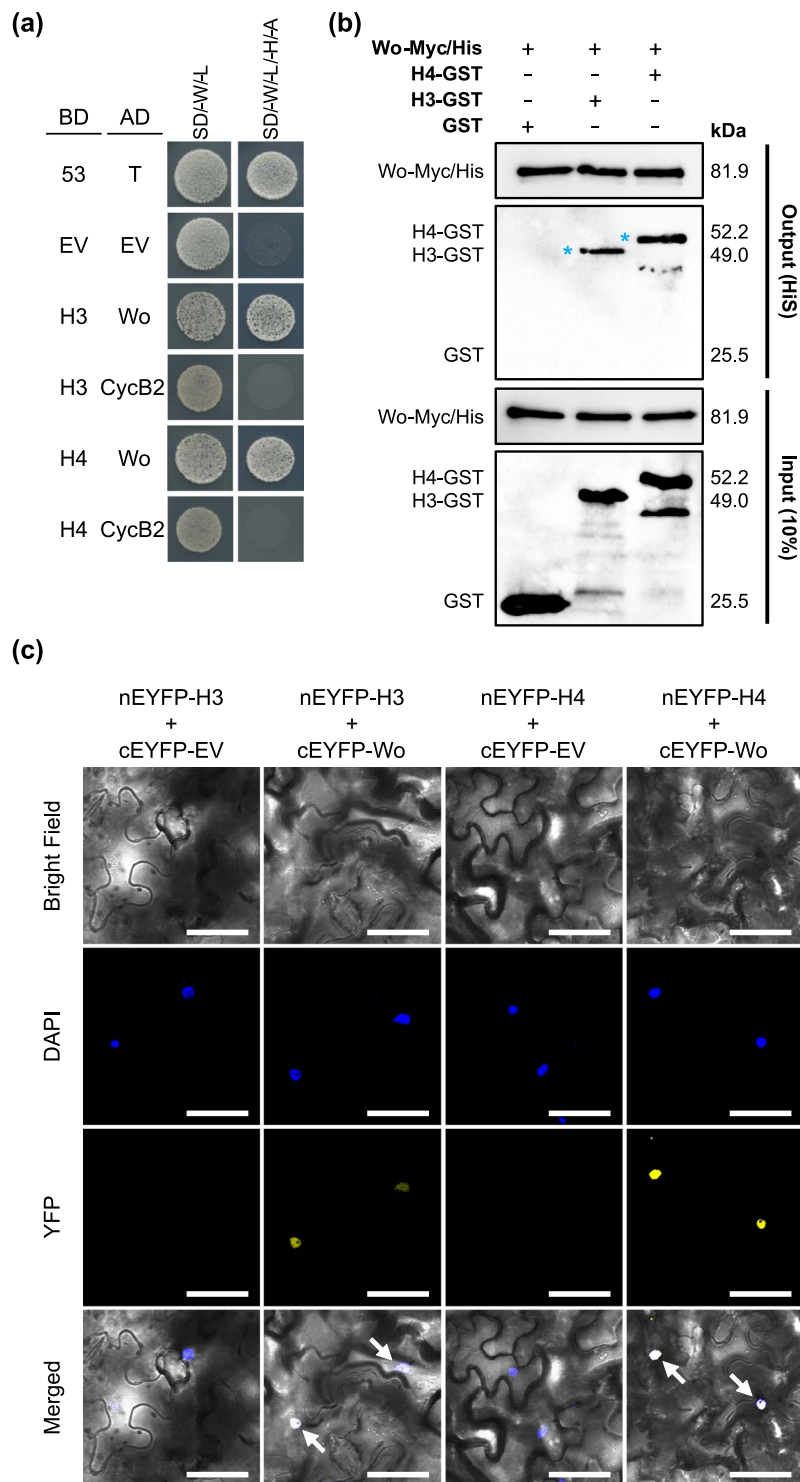 (a)
SD/-W/-L
SD/-W/-L/-H/-A
BD AD
53 T
EV EV
H3 Wo
H3 CycB2
H4 Wo
H4 CycB2
(b)
Wo-Myc/His + + +
H4-GST - - +
H3-GST - + -
GST + - -
kDa
Wo-Myc/His 81.9
H4-GST * 52.2
H3-GST * 49.0
GST 25.5
Output (HiS)
Wo-Myc/His 81.9
H4-GST 52.2
H3-GST 49.0
GST 25.5
Input (10%)
(c)
nEYFP-H3 + cEYFP-EV
nEYFP-H3 + cEYFP-Wo
nEYFP-H4 + cEYFP-EV
nEYFP-H4 + cEYFP-Wo
Bright Field
DAPI
YFP
Merged